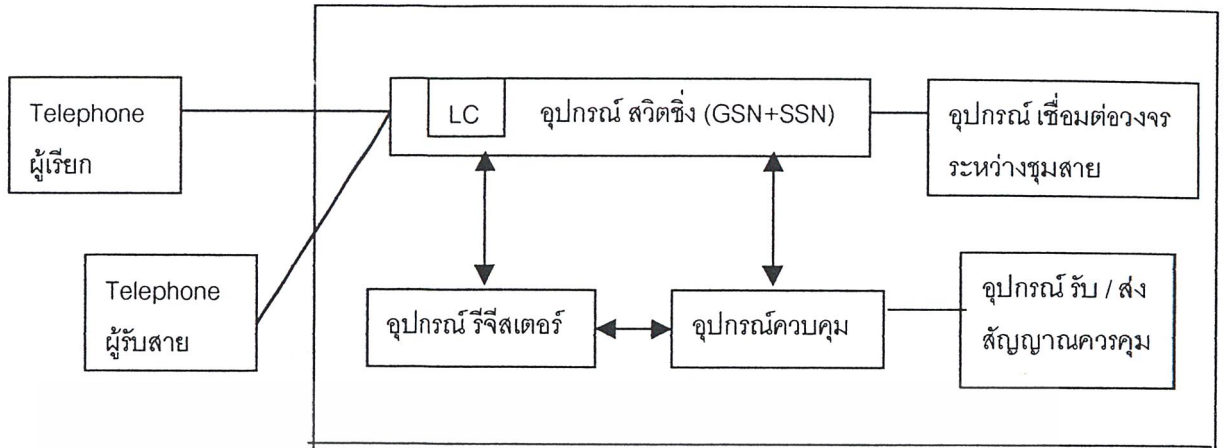 Telephone
ผู้เรียก
LC
อุปกรณ์ สวิตชิ่ง (GSN+SSN)
อุปกรณ์ เชื่อมต่อวงจร
ระหว่างชุมสาย
Telephone
ผู้รับสาย
อุปกรณ์ รีจีสเตอร์
อุปกรณ์ควบคุม
อุปกรณ์ รับ / ส่ง
สัญญาณควรคุม